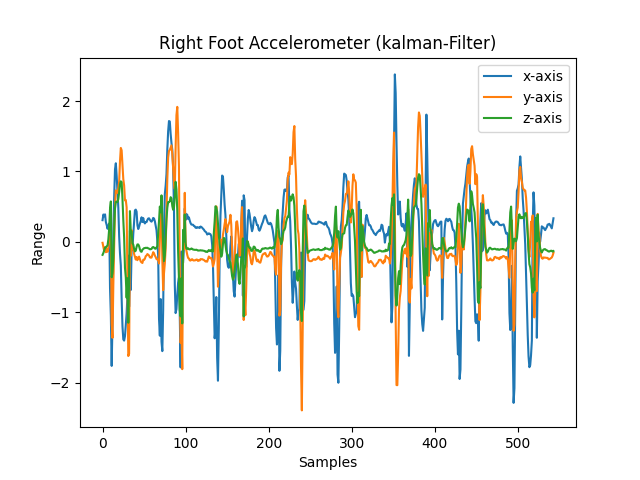 Right Foot Accelerometer (kalman-Filter)
x-axis
y-axis
z-axis
2
1
0
−1
−2
Range
0
100
200
300
400
500
Samples